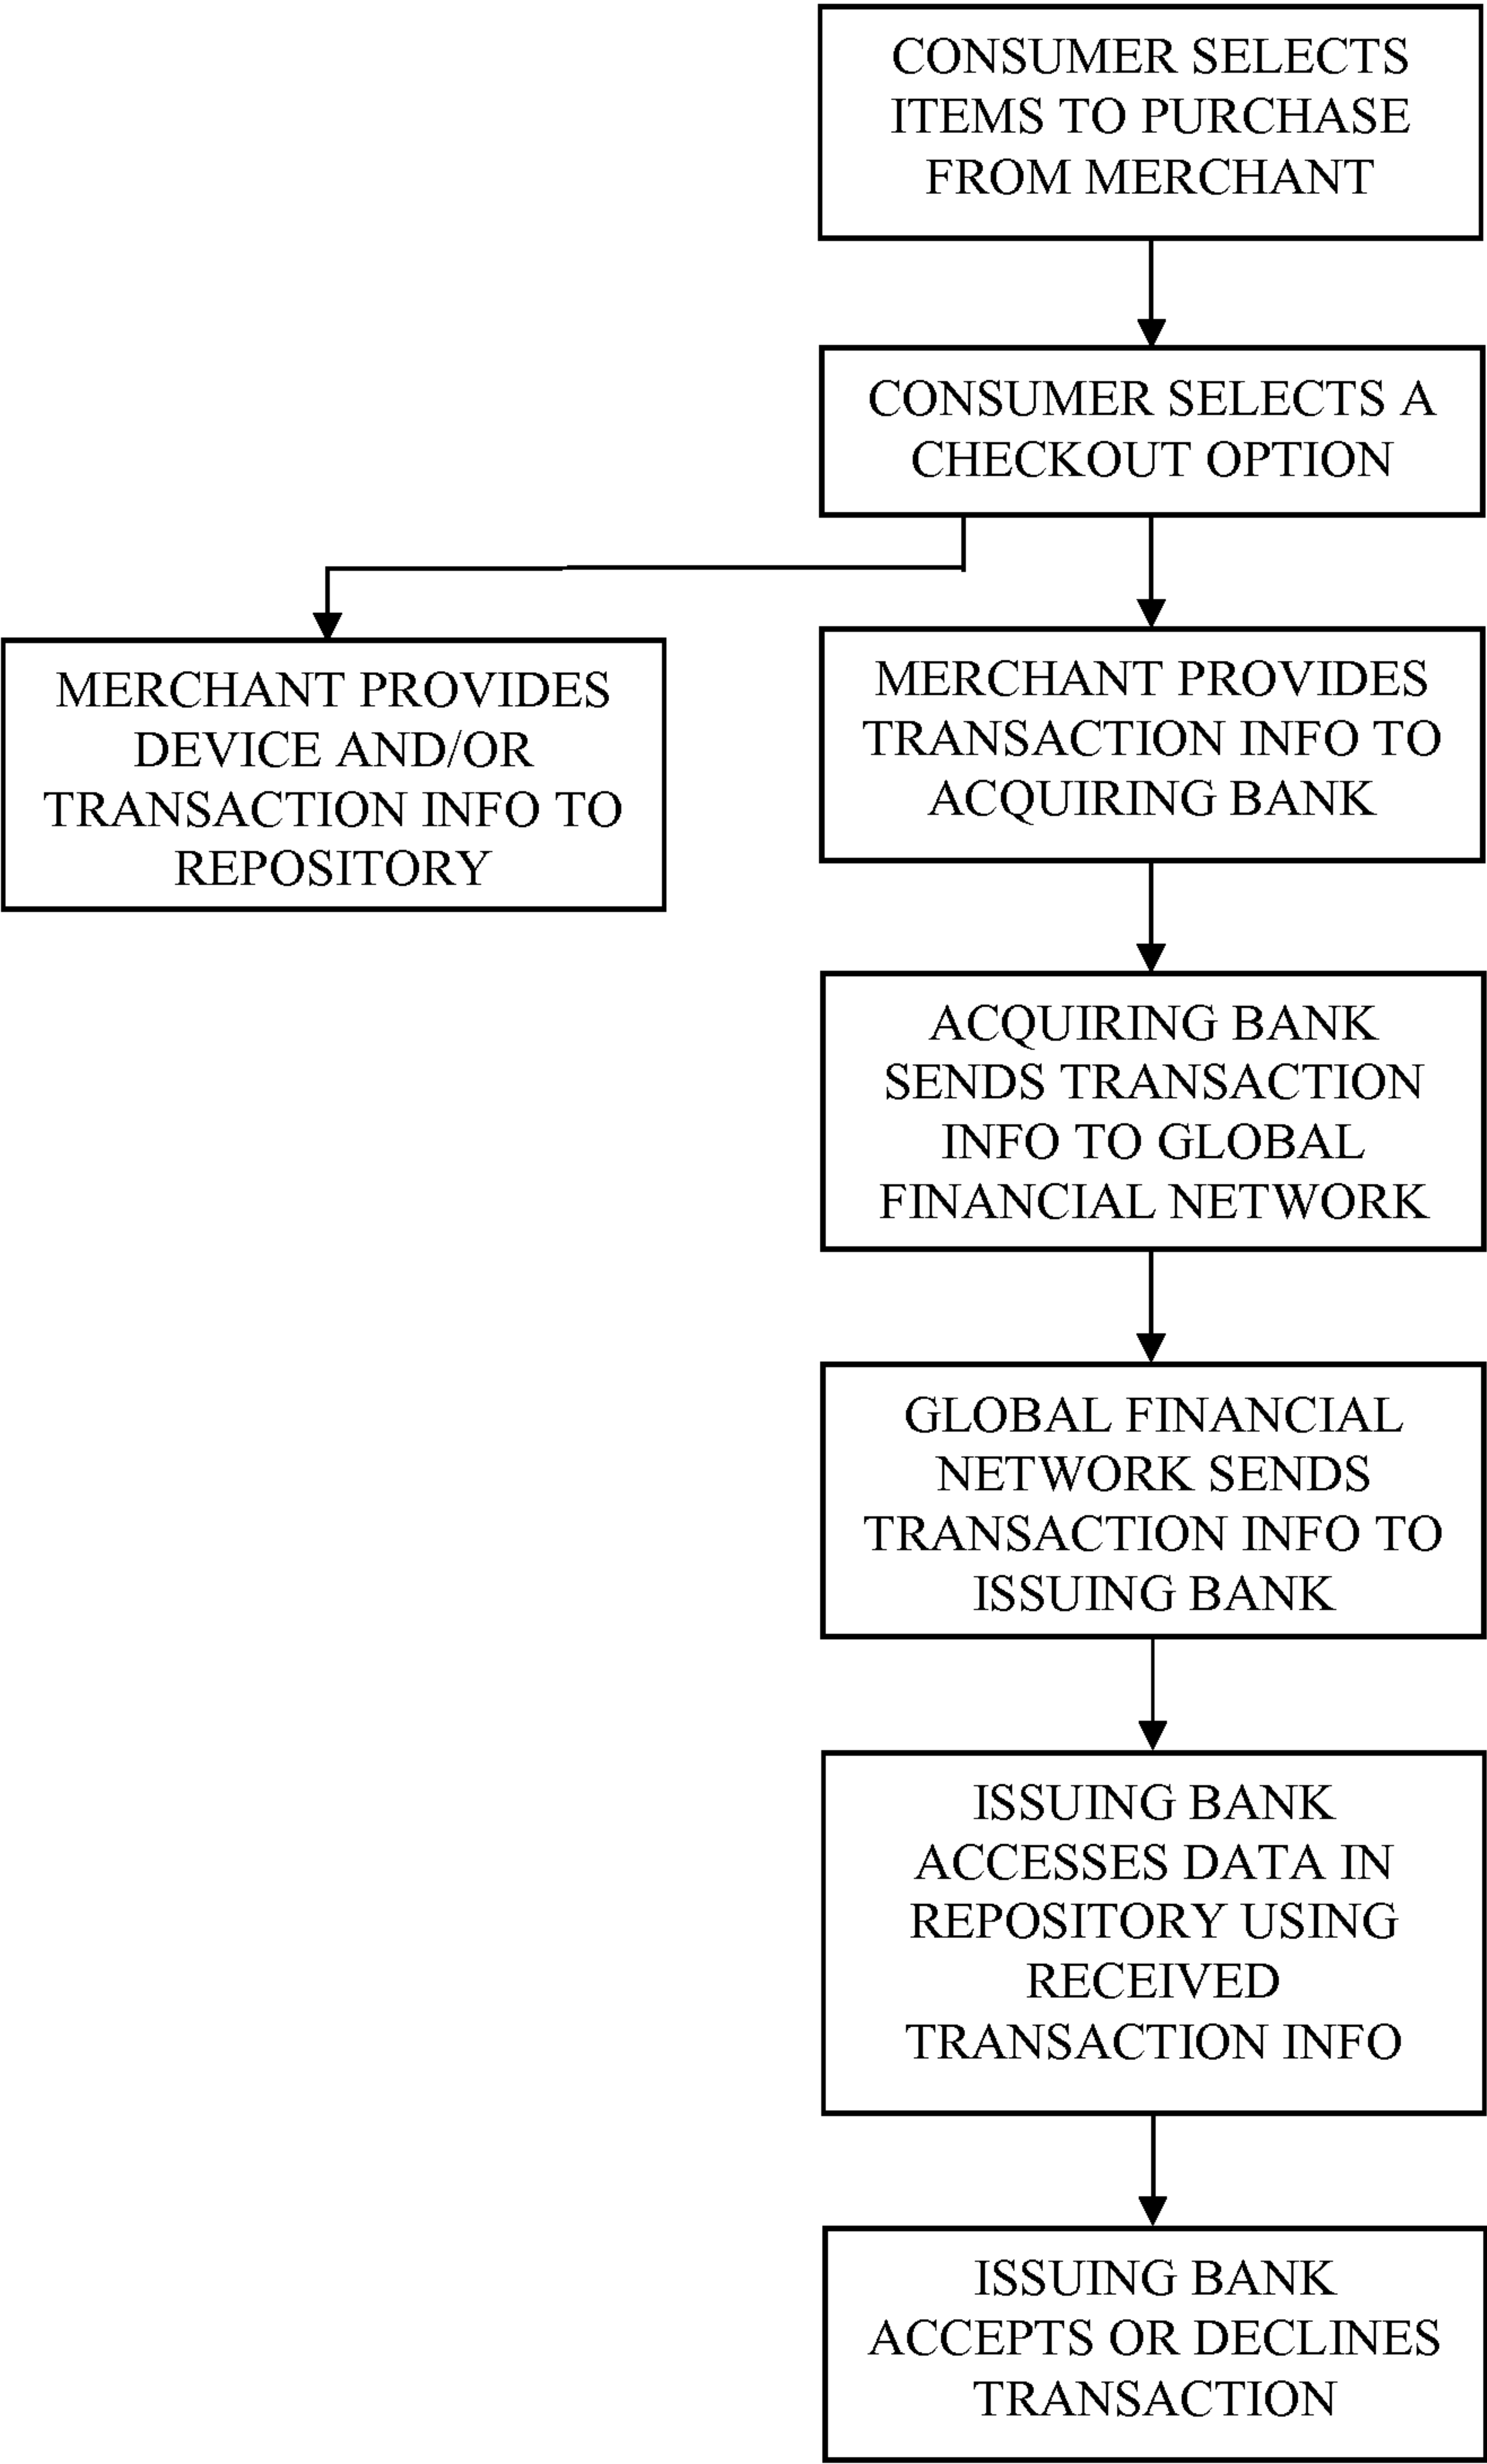 CONSUMER SELECTS
ITEMS TO PURCHASE
FROM MERCHANT
CONSUMER SELECTS A
CHECKOUT OPTION
MERCHANT PROVIDES
DEVICE AND/OR
TRANSACTION INFO TO
REPOSITORY
MERCHANT PROVIDES
TRANSACTION INFO TO
ACQUIRING BANK
ACQUIRING BANK
SENDS TRANSACTION
INFO TO GLOBAL
FINANCIAL NETWORK
GLOBAL FINANCIAL
NETWORK SENDS
TRANSACTION INFO TO
ISSUING BANK
ISSUING BANK
ACCESSES DATA IN
REPOSITORY USING
RECEIVED
TRANSACTION INFO
ISSUING BANK
ACCEPTS OR DECLINES
TRANSACTION